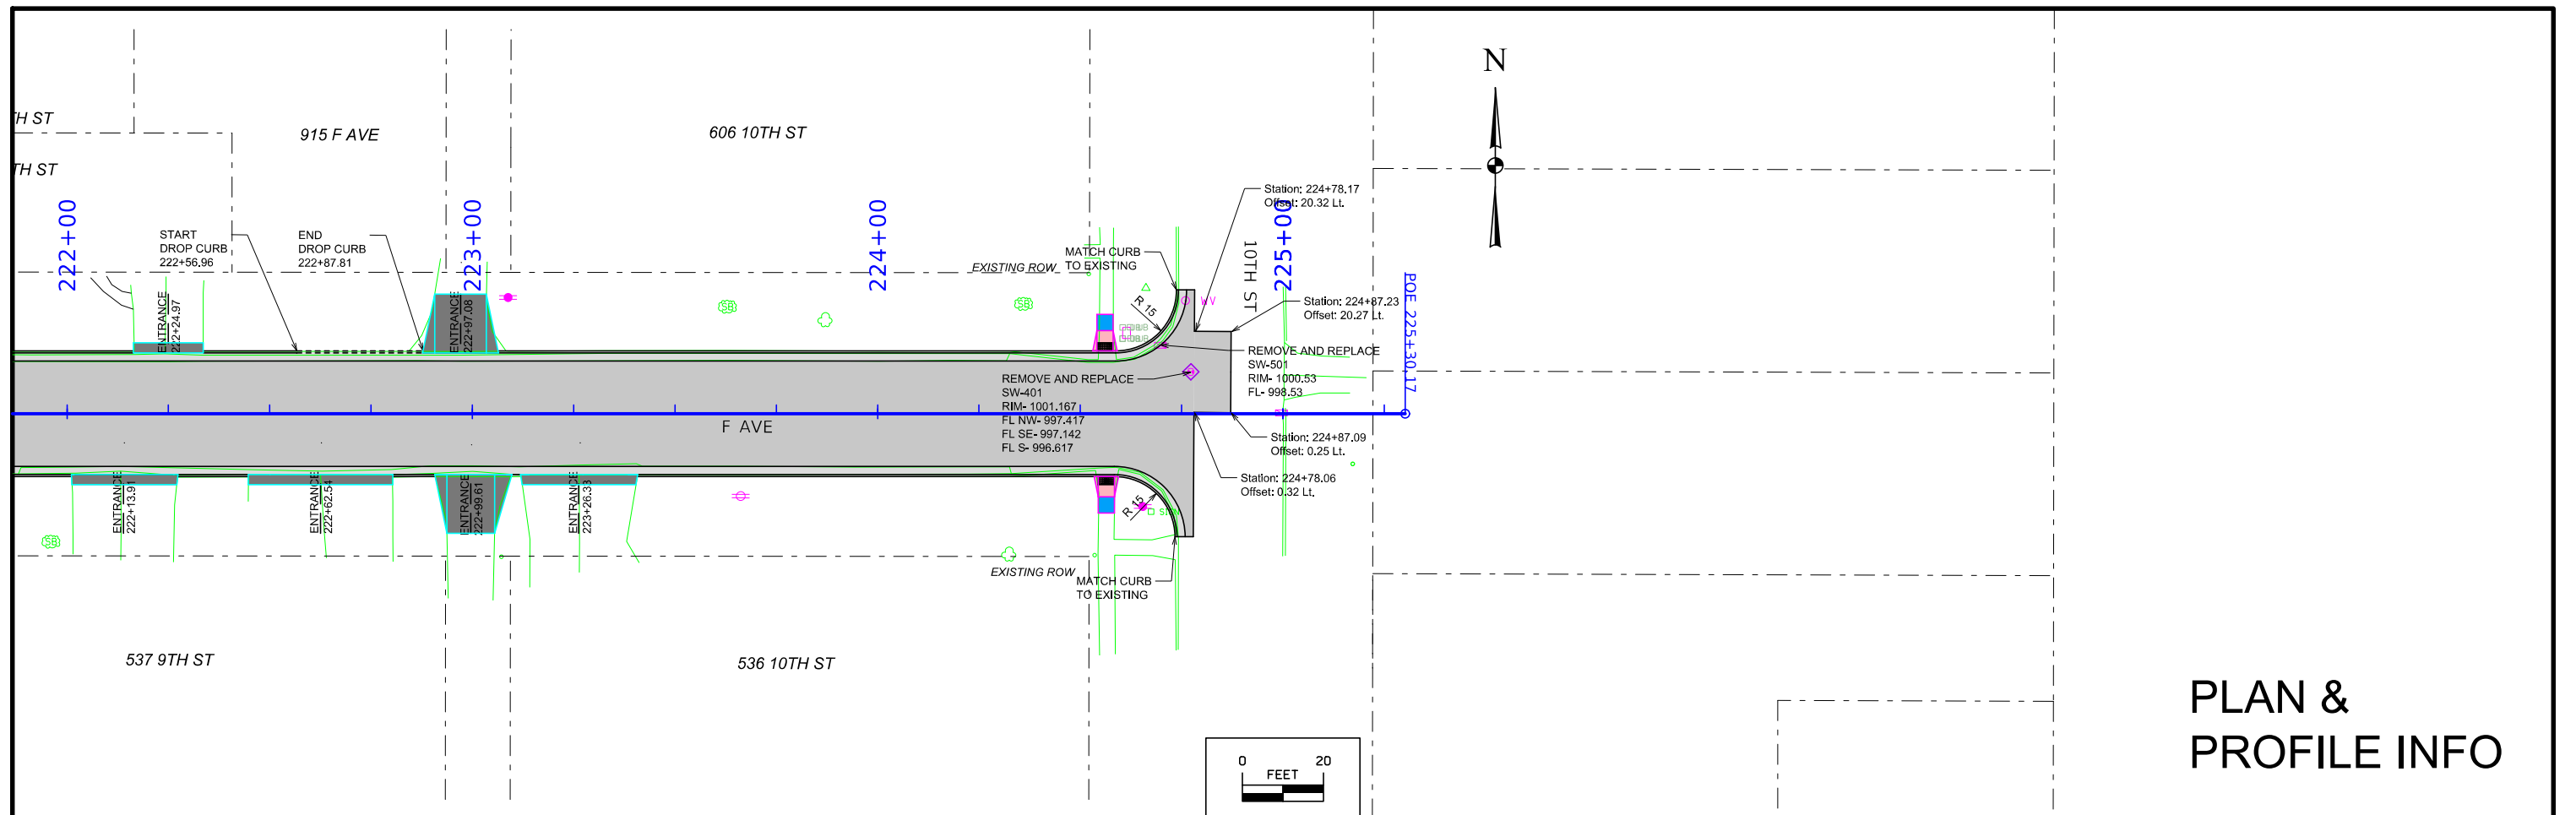 N
TH ST
915 F AVE
606 10TH ST
TH ST
Station: 224+78.17
Offset: 20.32 Lt.
222+00
223+00
224+00
225+00
START
DROP CURB
222+56.96
END
DROP CURB
222+87.81
MATCH CURB
TO EXISTING
EXISTING ROW
10TH ST
POE 225+30.17
R 15
WV
Station: 224+87.23
Offset: 20.27 Lt.
ENTRANCE
222+24.97
ENTRANCE
222+97.08
SB
SB
REMOVE AND REPLACE
SW-501
RIM- 1000.53
FL- 998.53
REMOVE AND REPLACE
SW-401
RIM- 1001.167
FL NW- 997.417
FL SE- 997.142
FL S- 996.617
F AVE
Station: 224+87.09
Offset: 0.25 Lt.
Station: 224+78.06
Offset: 0.32 Lt.
ENTRANCE
222+13.91
ENTRANCE
222+62.54
ENTRANCE
222+99.61
ENTRANCE
223+26.33
R 15
SB
EXISTING ROW
MATCH CURB
TO EXISTING
537 9TH ST
536 10TH ST
PLAN &
PROFILE INFO
0 20
FEET